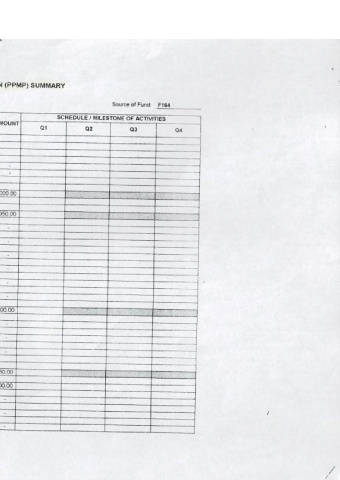 N (PPMP) SUMMARY
Source of Fund: F164
MOUNT
SCHEDULE / MILESTONE OF ACTIVITIES
Q1 Q2 Q3 Q4
000.00
050.00
00.00
50.00
00.00